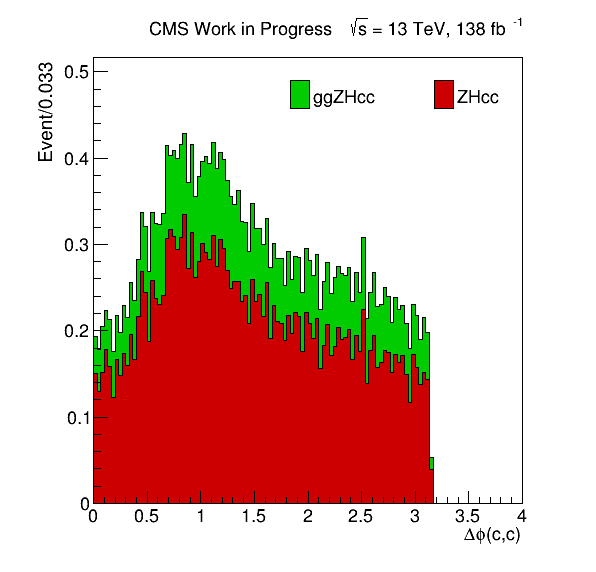 CMS Work in Progress √s = 13 TeV, 138 fb⁻¹
Event/0.033
ggZHcc ZHcc
0.5
0.4
0.3
0.2
0.1
0
0 0.5 1 1.5 2 2.5 3 3.5 4
Δϕ(c,c)